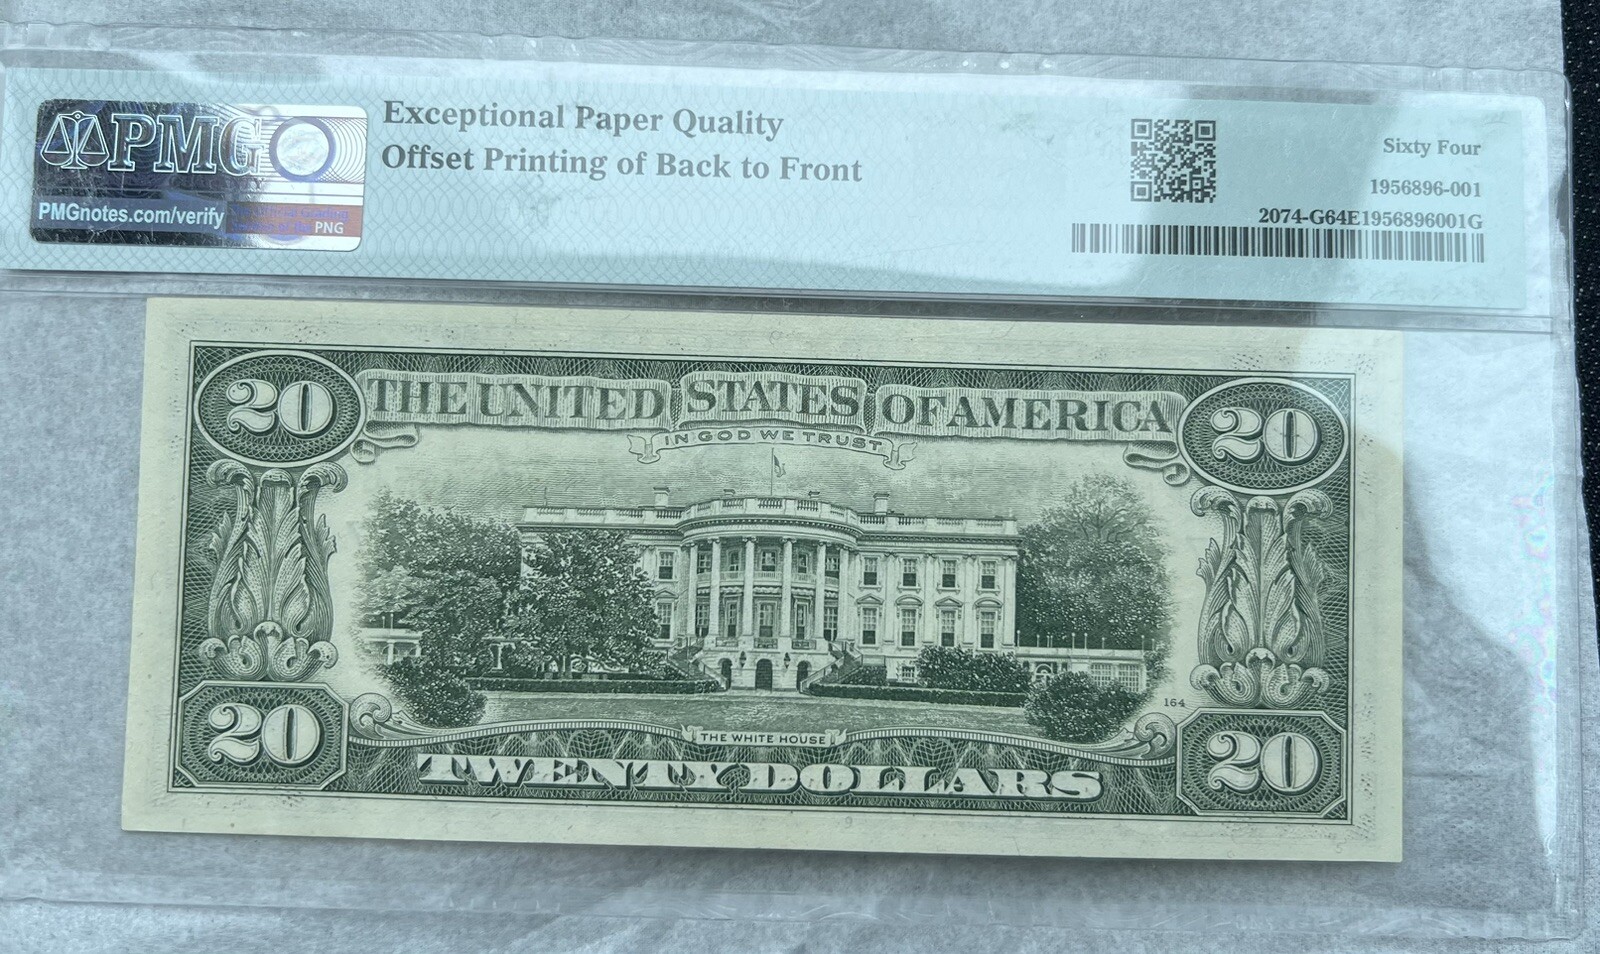 PMG
PMGnotes.com/verify
PNG
Exceptional Paper Quality
Offset Printing of Back to Front
Sixty Four
1956896-001
2074-G64E1956896001G
20
THE UNITED STATES OF AMERICA
20
IN GOD WE TRUST
164
THE WHITE HOUSE
20
TWENTY DOLLARS
20